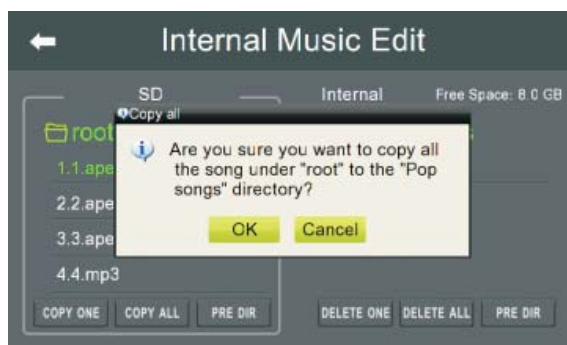 Internal Music Edit
SD
Internal
Free Space: 8.0 GB
Copy all
root
Are you sure you want to copy all
the song under "root" to the "Pop
songs" directory?
1.1.ape
2.2.ape
3.3.ape
4.4.mp3
OK
Cancel
COPY ONE
COPY ALL
PRE DIR
DELETE ONE
DELETE ALL
PRE DIR